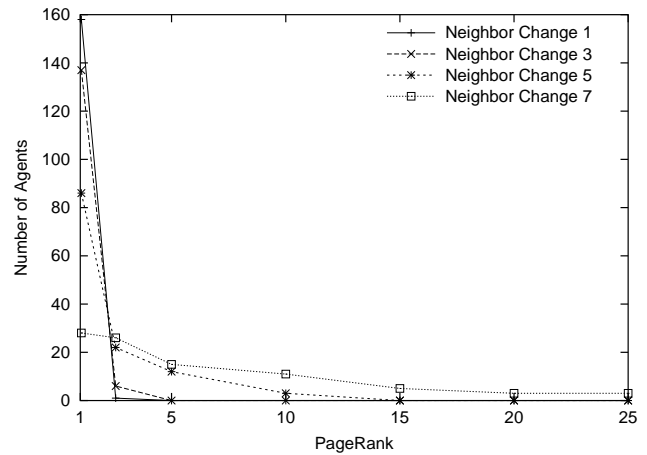 160
140
120
100
80
60
40
20
0
Number of Agents
Neighbor Change 1
Neighbor Change 3
Neighbor Change 5
Neighbor Change 7
1 5 10 15 20 25
PageRank